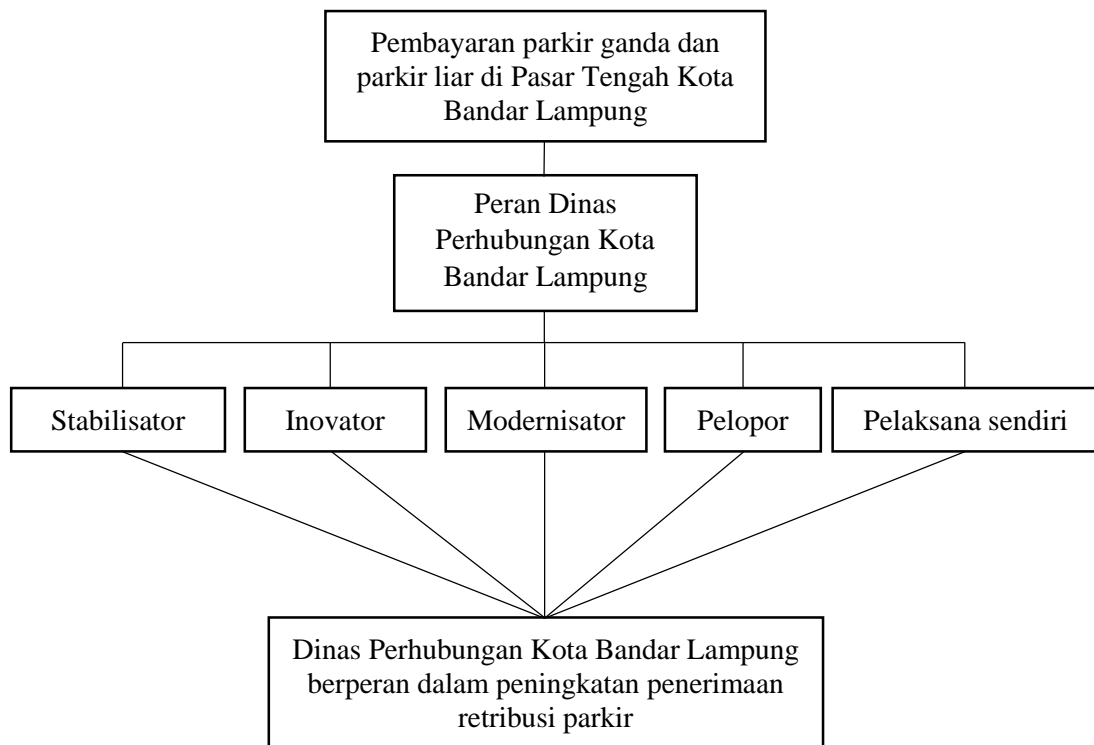 Pembayaran parkir ganda dan
parkir liar di Pasar Tengah Kota
Bandar Lampung
Peran Dinas
Perhubungan Kota
Bandar Lampung
Stabilisator
Inovator
Modernisator
Pelopor
Pelaksana sendiri
Dinas Perhubungan Kota Bandar Lampung
berperan dalam peningkatan penerimaan
retribusi parkir